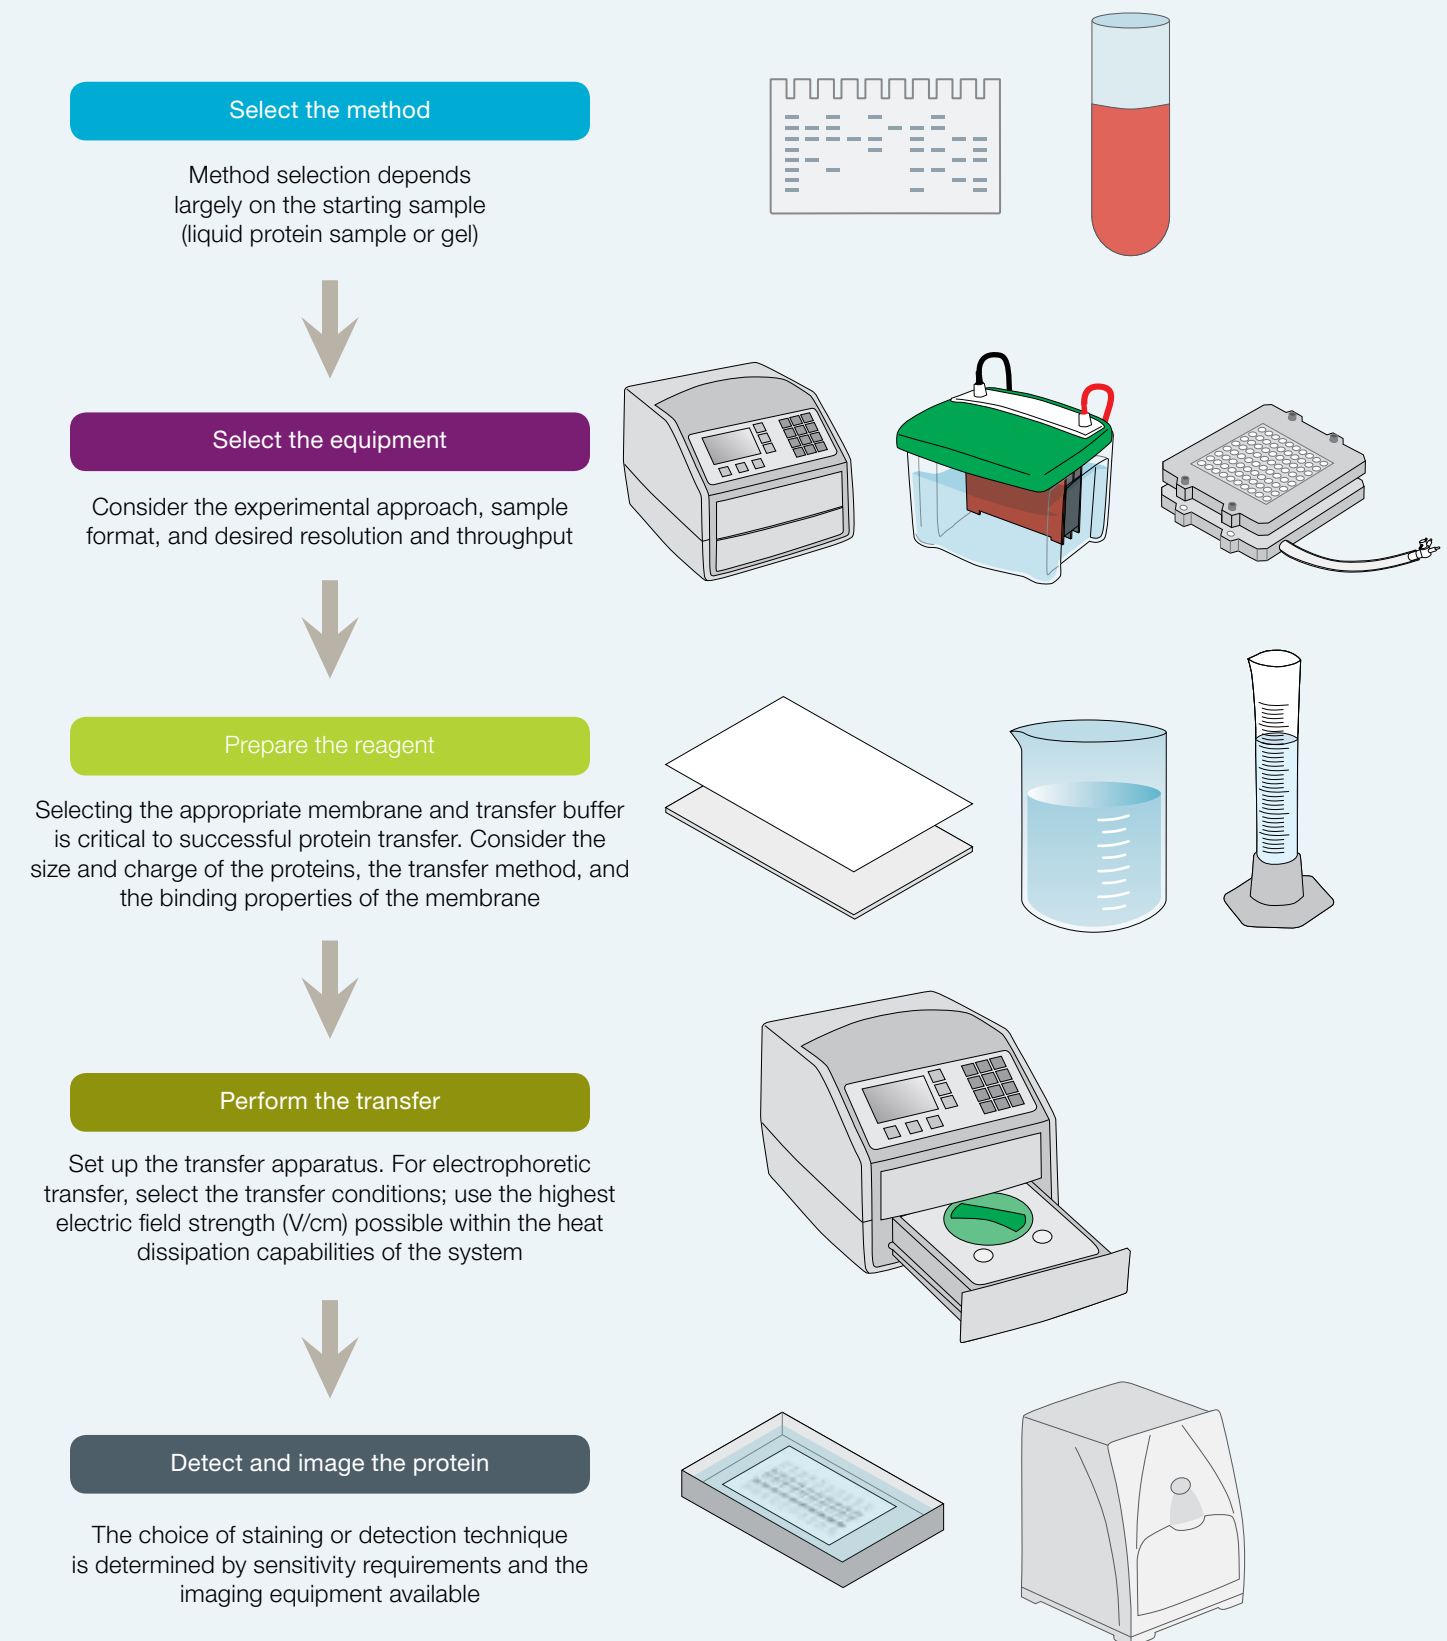 Select the method
Method selection depends
largely on the starting sample
(liquid protein sample or gel)
Select the equipment
Consider the experimental approach, sample
format, and desired resolution and throughput
Prepare the reagent
Selecting the appropriate membrane and transfer buffer
is critical to successful protein transfer. Consider the
size and charge of the proteins, the transfer method, and
the binding properties of the membrane
Perform the transfer
Set up the transfer apparatus. For electrophoretic
transfer, select the transfer conditions; use the highest
electric field strength (V/cm) possible within the heat
dissipation capabilities of the system
Detect and image the protein
The choice of staining or detection technique
is determined by sensitivity requirements and the
imaging equipment available